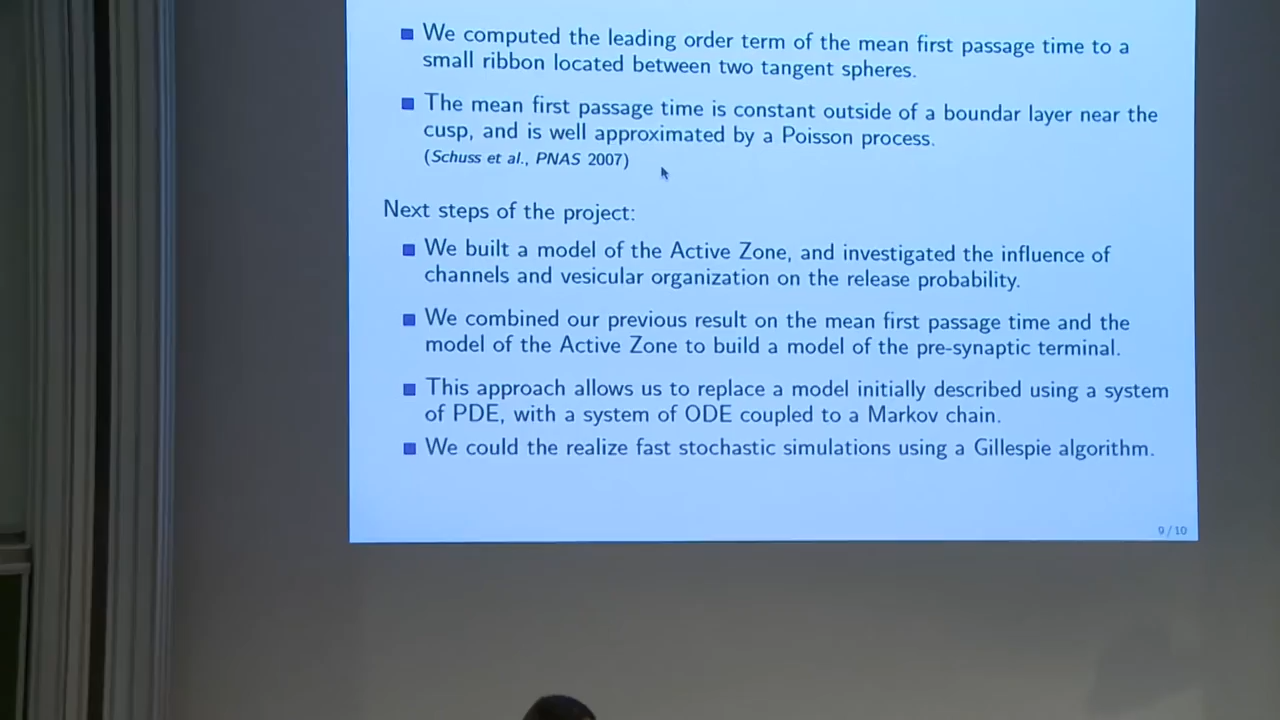 We computed the leading order term of the mean first passage time to a
small ribbon located between two tangent spheres.
The mean first passage time is constant outside of a boundar layer near the
cusp, and is well approximated by a Poisson process.
(Schuss et al., PNAS 2007)
Next steps of the project:
We built a model of the Active Zone, and investigated the influence of
channels and vesicular organization on the release probability.
We combined our previous result on the mean first passage time and the
model of the Active Zone to build a model of the pre-synaptic terminal.
This approach allows us to replace a model initially described using a system
of PDE, with a system of ODE coupled to a Markov chain.
We could the realize fast stochastic simulations using a Gillespie algorithm.
9 / 10